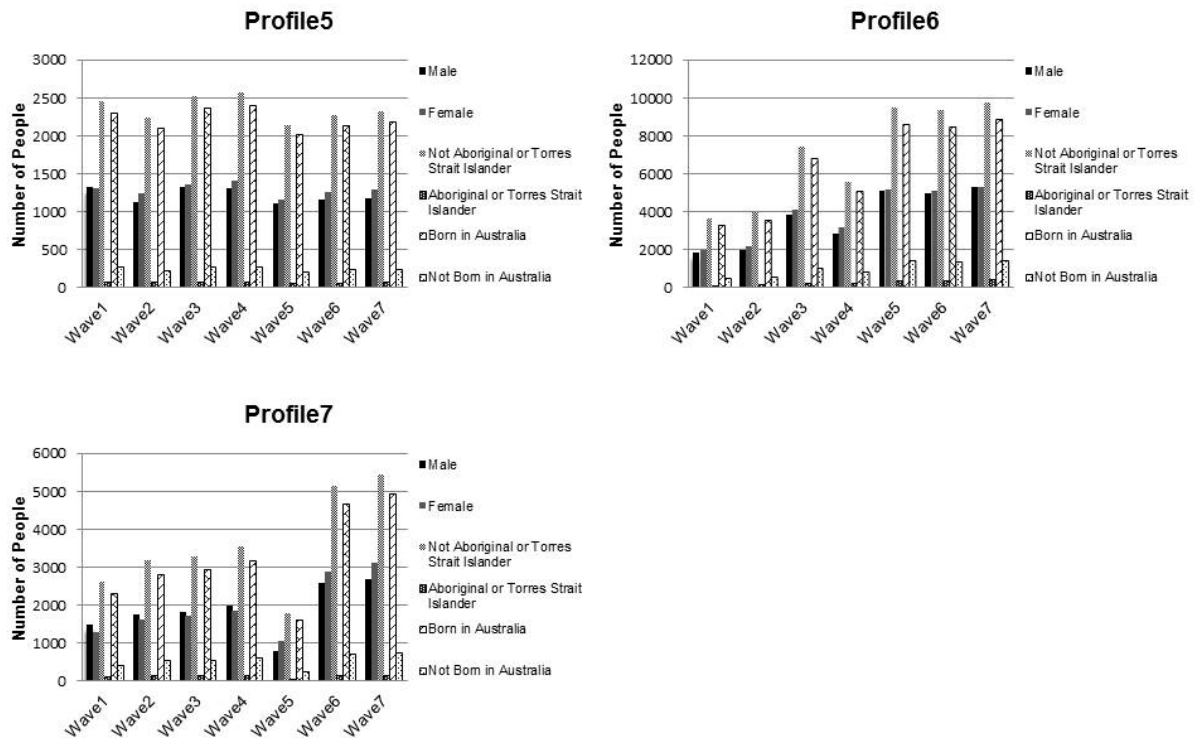 Profile5
Number of People
3000
2500
2000
1500
1000
500
0
Wave1
Wave2
Wave3
Wave4
Wave5
Wave6
Wave7
Male
Female
Not Aboriginal or Torres
Strait Islander
Aboriginal or Torres Strait
Islander
Born in Australia
Not Born in Australia
Profile6
Number of People
12000
10000
8000
6000
4000
2000
0
Wave1
Wave2
Wave3
Wave4
Wave5
Wave6
Wave7
Male
Female
Not Aboriginal or Torres
Strait Islander
Aboriginal or Torres Strait
Islander
Born in Australia
Not Born in Australia
Profile7
Number of People
6000
5000
4000
3000
2000
1000
0
Wave1
Wave2
Wave3
Wave4
Wave5
Wave6
Wave7
Male
Female
Not Aboriginal or Torres
Strait Islander
Aboriginal or Torres Strait
Islander
Born in Australia
Not Born in Australia